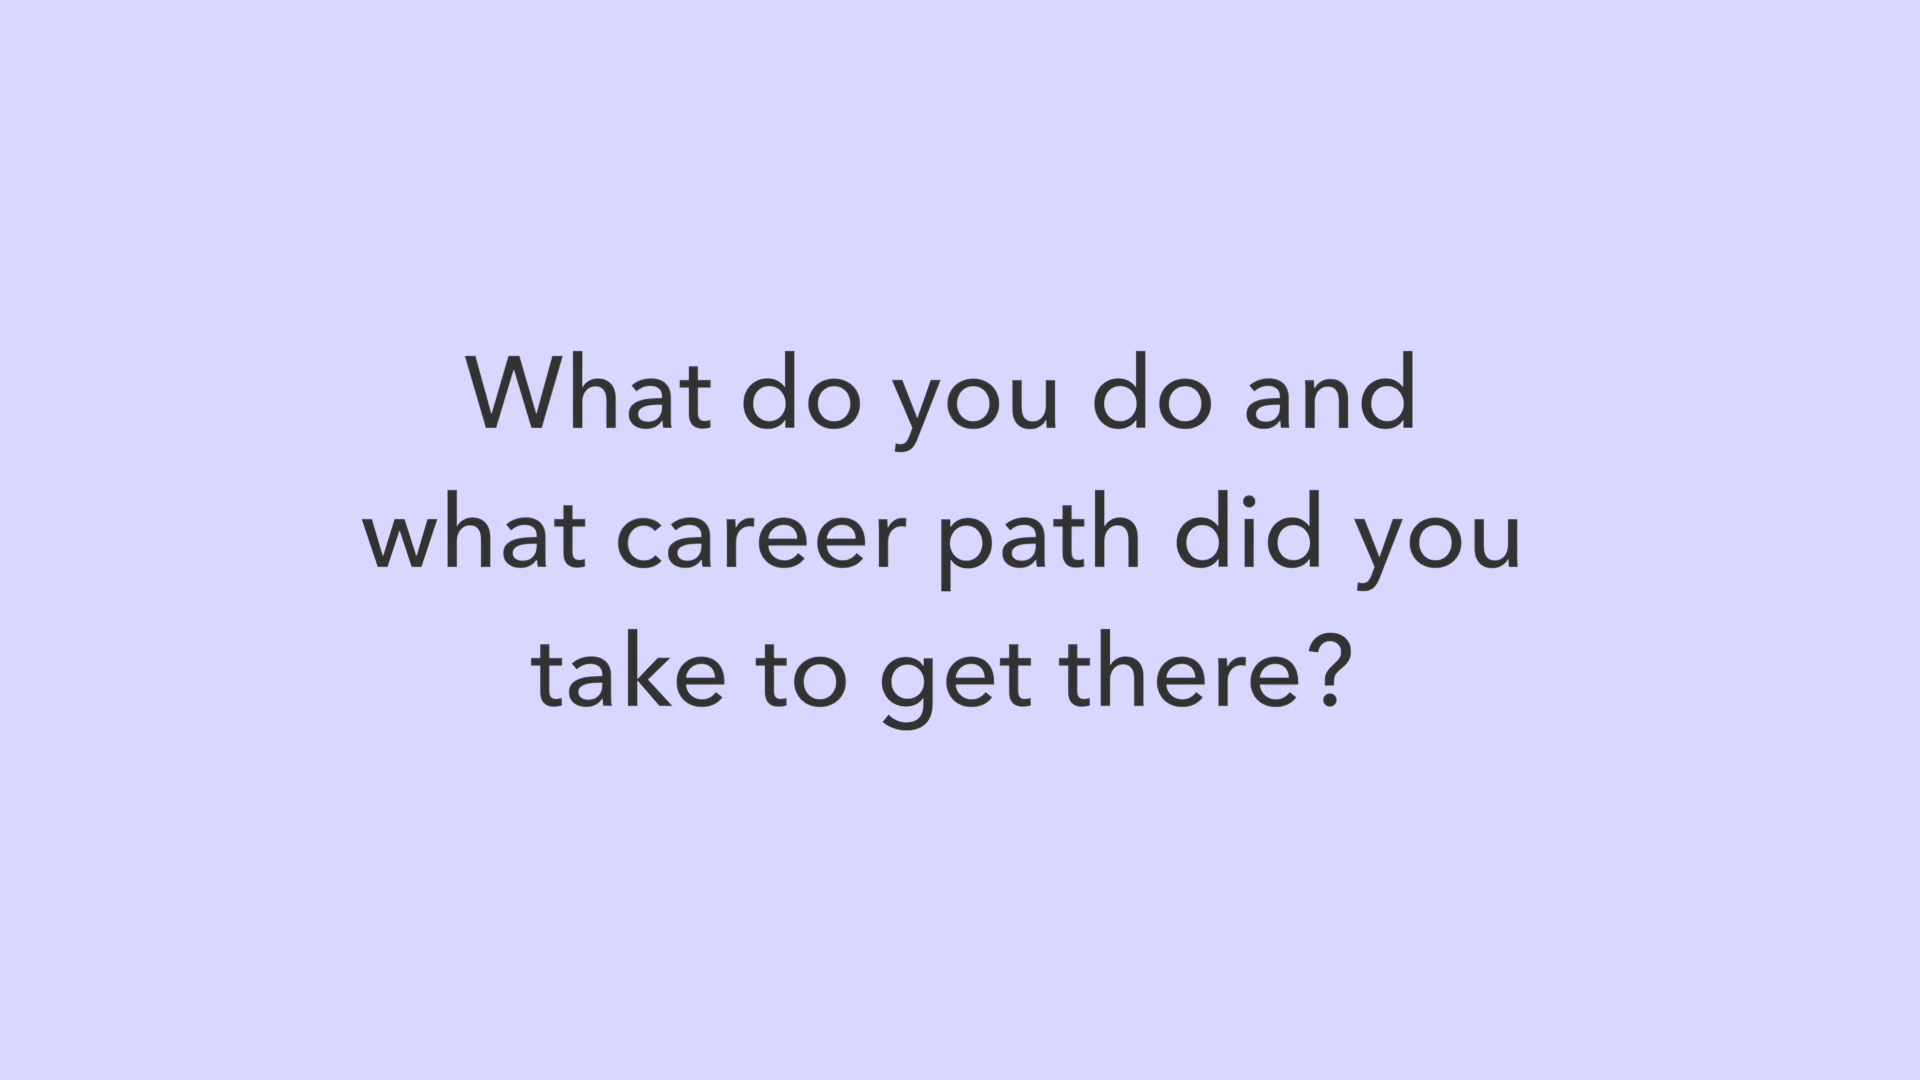 What do you do and
what career path did you
take to get there?